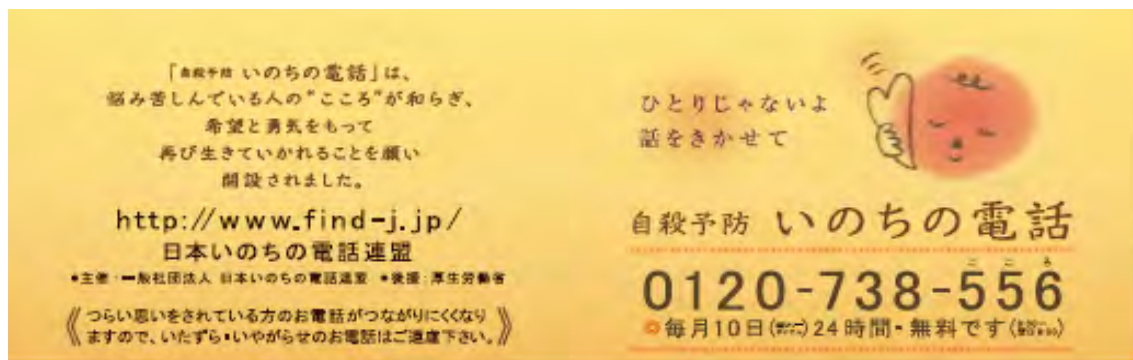 「自殺予防 いのちの電話」は、
悩み苦しんでいる人の"こころ"が和らぎ、
希望と勇気をもって
再び生きていかれることを願い
開設されました。
http://www.find-j.jp/
日本いのちの電話連盟
●主催:一般社団法人 日本いのちの電話連盟 ●後援:厚生労働省
《つらい思いをされている方のお電話がつながりにくくなり
ますので、いたずら・いやがらせのお電話はご遠慮下さい。》
ひとりじゃないよ
話をきかせて
自殺予防 いのちの電話
こころ
0120-738-556
毎月10日 24時間・無料です